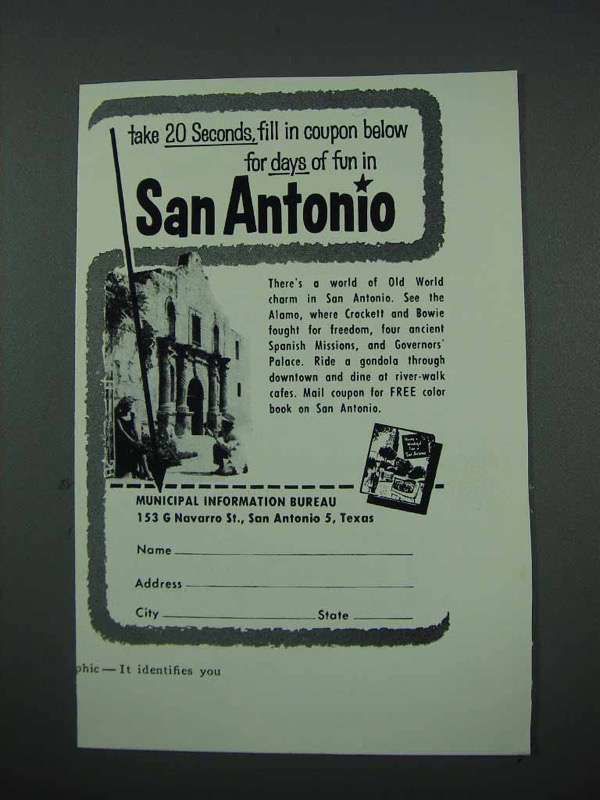 take 20 Seconds, fill in coupon below
for days of fun in
San Antonio
There's a world of Old World
charm in San Antonio. See the
Alamo, where Crockett and Bowie
fought for freedom, four ancient
Spanish Missions, and Governors'
Palace. Ride a gondola through
downtown and dine at river-walk
cafes. Mail coupon for FREE color
book on San Antonio.
MUNICIPAL INFORMATION BUREAU
153 G Navarro St., San Antonio 5, Texas
Name
Address
City State
phic — It identifies you